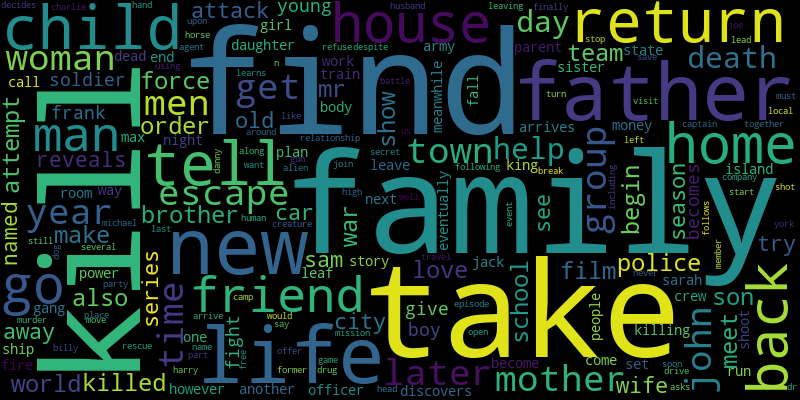 find
family
take
kill
life
new
child
house
return
father
home
man
men
tell
go
friend
back
later
mother
group
woman
get
day
death
year
escape
town
help
time
city
school
john
love
police
son
film
team
series
world
killed
also
away
make
brother
car
war
sam
see
begin
season
meet
wife
try
boy
give
fight
old
mr
show
force
order
reveals
soldier
frank
attack
young
girl
daughter
named
attempt
call
dead
end
max
night
room
way
power
gang
ship
fire
murder
billy
place
party
move
several
still
dog
michael
last
human
creature
danny
along
want
gun
alien
plan
body
train
work
army
state
parent
sister
fall
meanwhile
arrives
money
king
break
island
becomes
including
visit
turn
must
local
captain
together
left
company
start
shot
follows
york
member
shoot
run
asks
dr
drive
soon
set
come
killing
crew
sarah
people
never
open
episode
event
eventually
jack
travel
well
following
high
secret
join
relationship
leave
next
story
leaf
camp
would
say
mission
arrive
one
name
part
harry
however
another
free
offer
former
game
drug
officer
head
discovers
become
rescue
decides
charlie
upon
horse
agent
using
hand
husband
leaving
finally
refuse
despite
stop
joe
lead
save
battle
learns
like
around
us
n